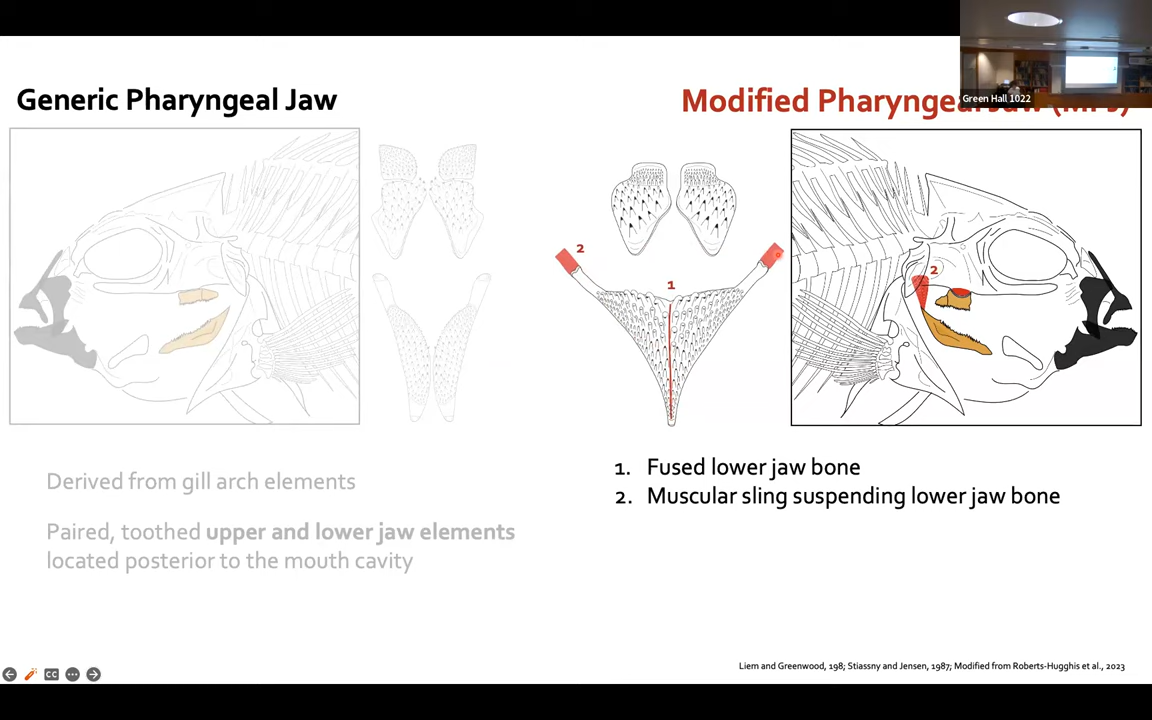 Generic Pharyngeal Jaw
Modified Pharyngeal
Green Hall 1022
2
1
2
Derived from gill arch elements
Paired, toothed upper and lower jaw elements
located posterior to the mouth cavity
1. Fused lower jaw bone
2. Muscular sling suspending lower jaw bone
Liem and Greenwood, 198; Stiassny and Jensen, 1987; Modified from Roberts-Hugghis et al., 2023
CC